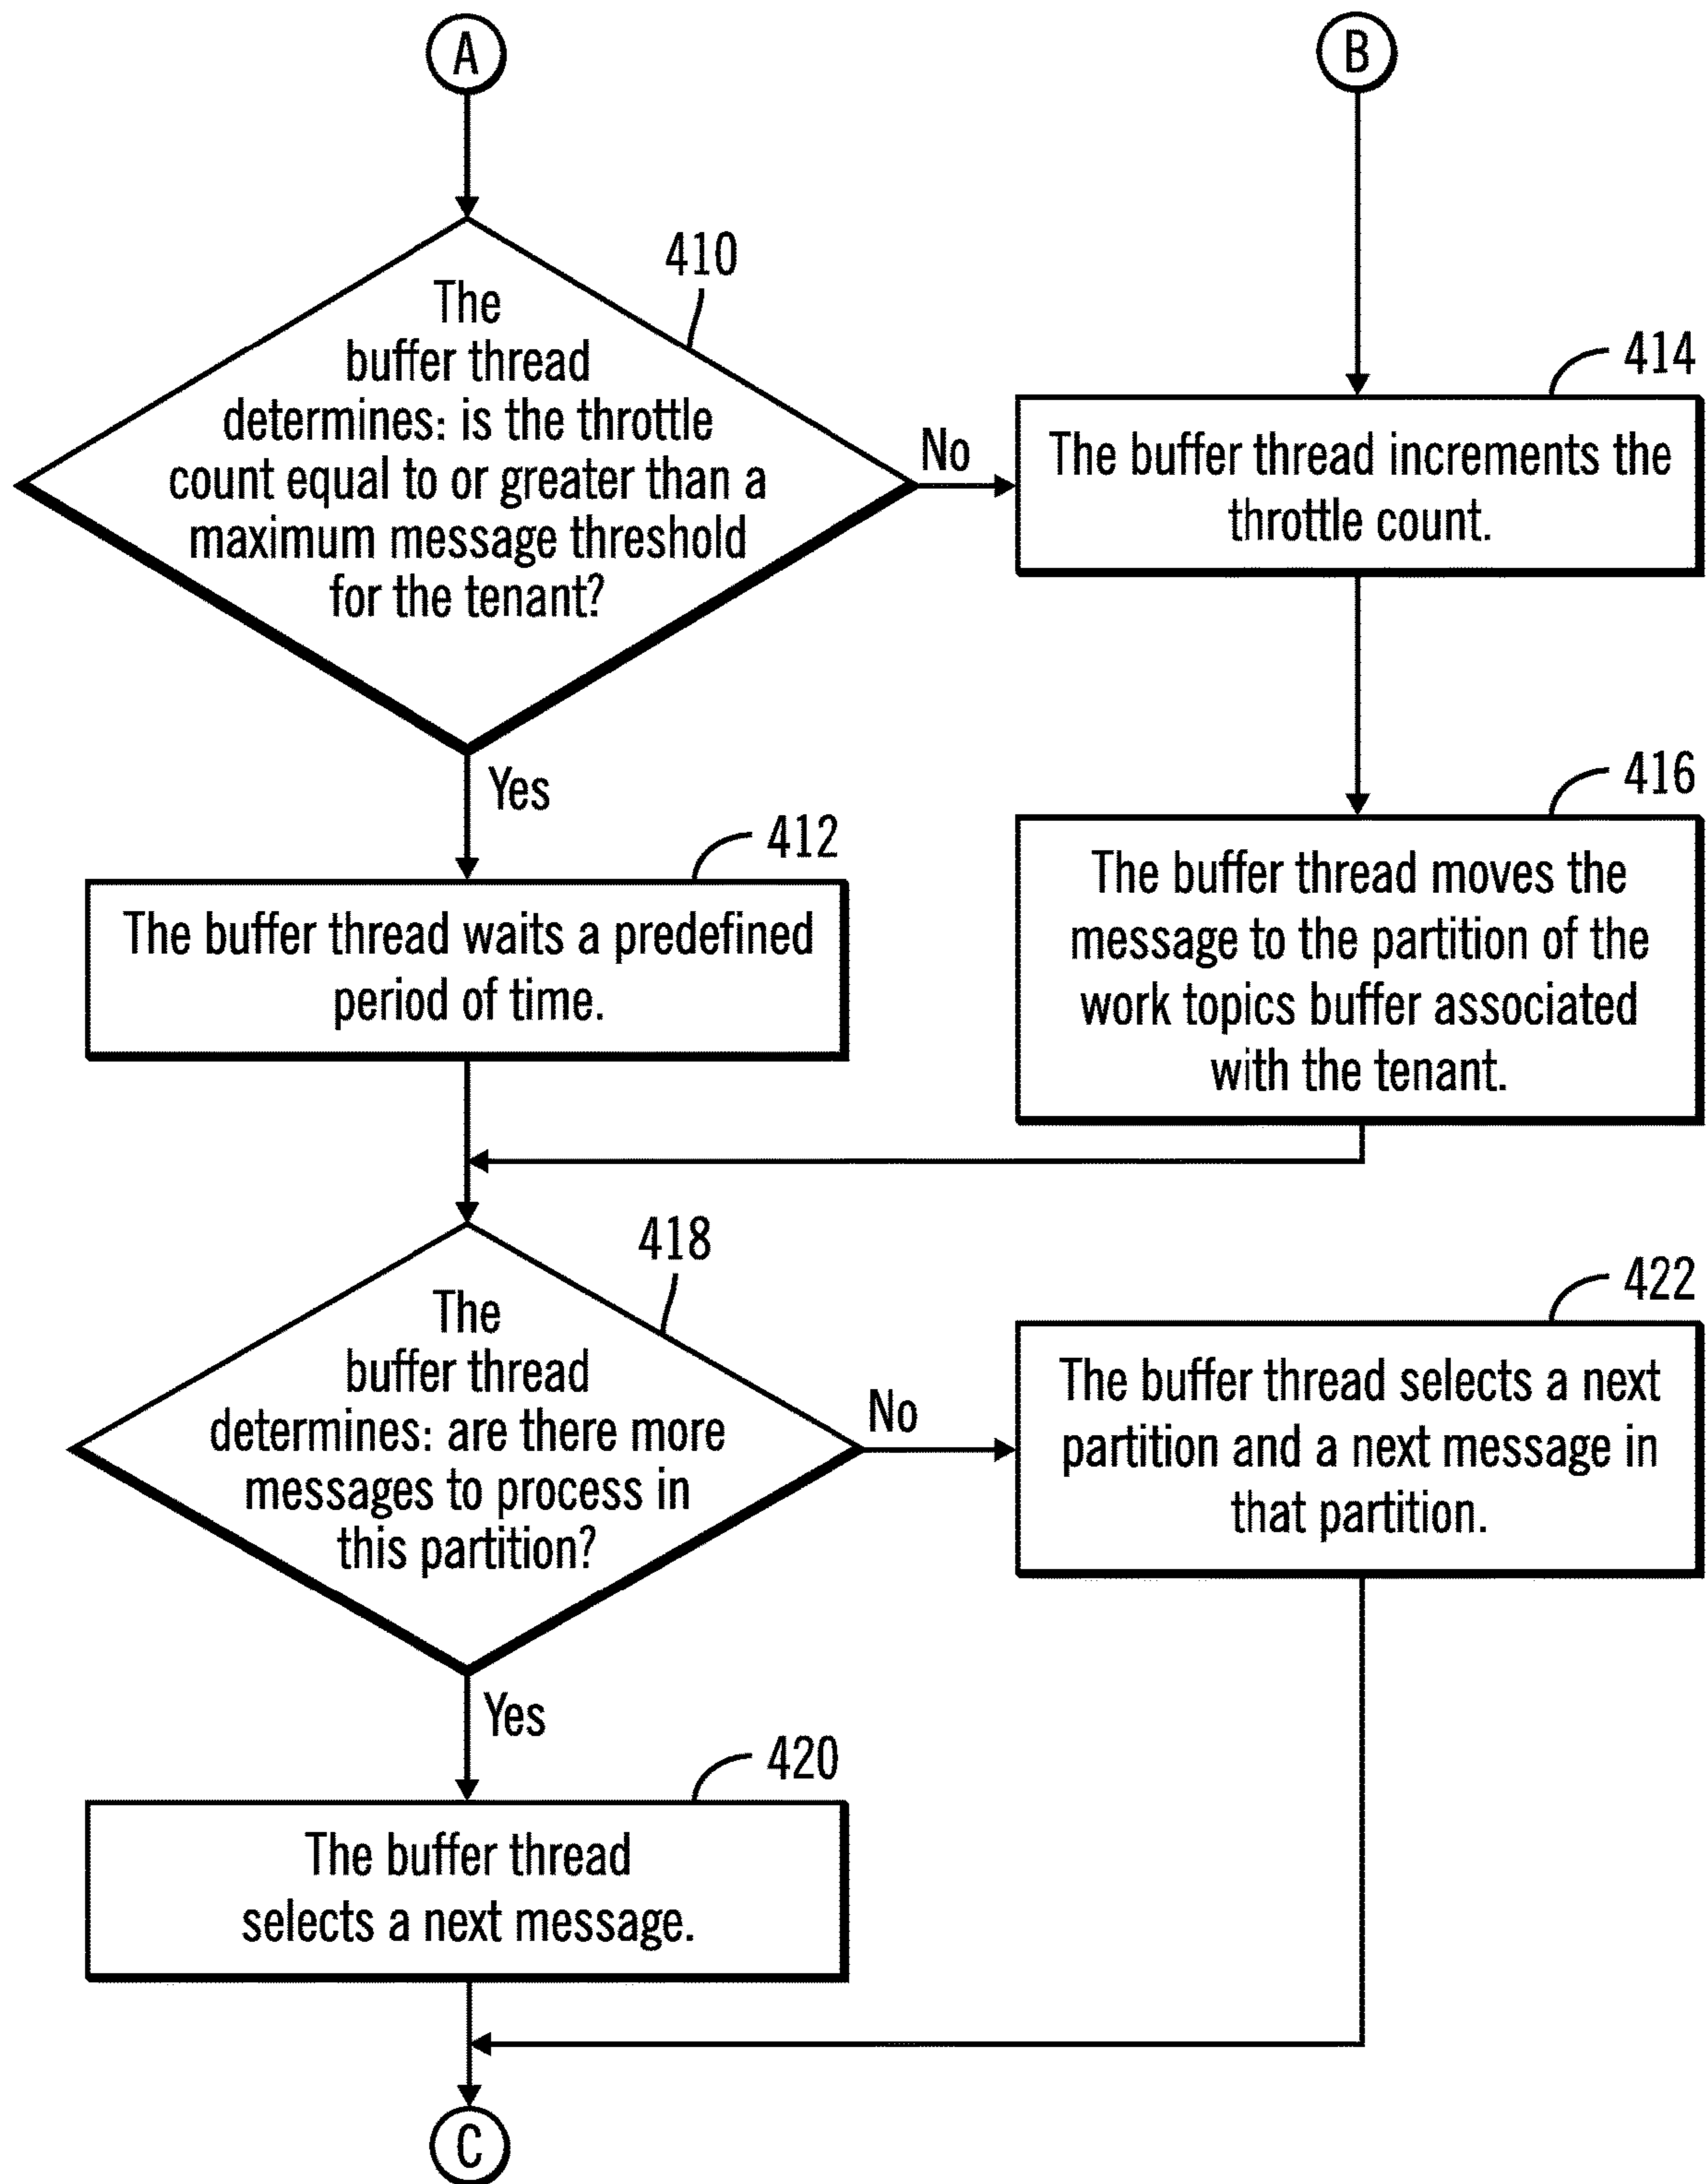 A
B
410
The
buffer thread
determines: is the throttle
count equal to or greater than a
maximum message threshold
for the tenant?
No
414
The buffer thread increments the
throttle count.
Yes
412
The buffer thread waits a predefined
period of time.
416
The buffer thread moves the
message to the partition of the
work topics buffer associated
with the tenant.
418
The
buffer thread
determines: are there more
messages to process in
this partition?
No
422
The buffer thread selects a next
partition and a next message in
that partition.
Yes
420
The buffer thread
selects a next message.
C